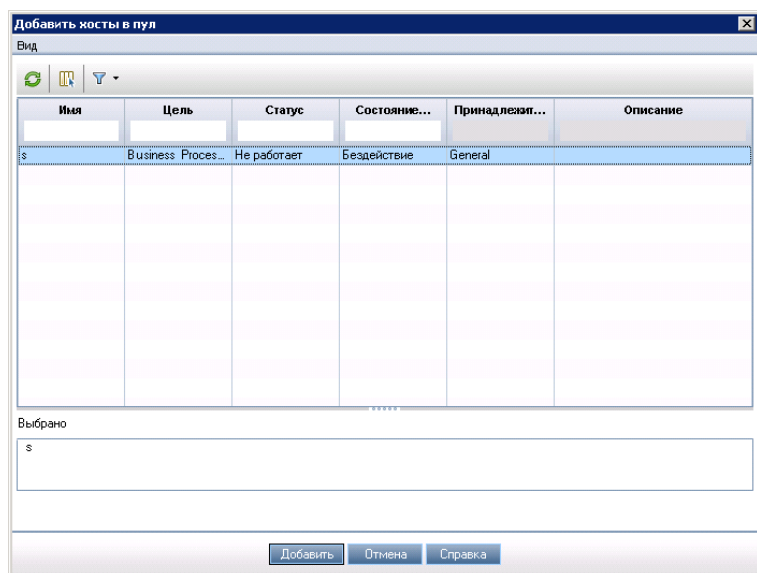 Добавить хосты в пул
Вид
Имя Цель Статус Состояние... Принадлежит... Описание
s Business Proces... Не работает Бездействие General
Выбрано
s
Добавить Отмена Справка